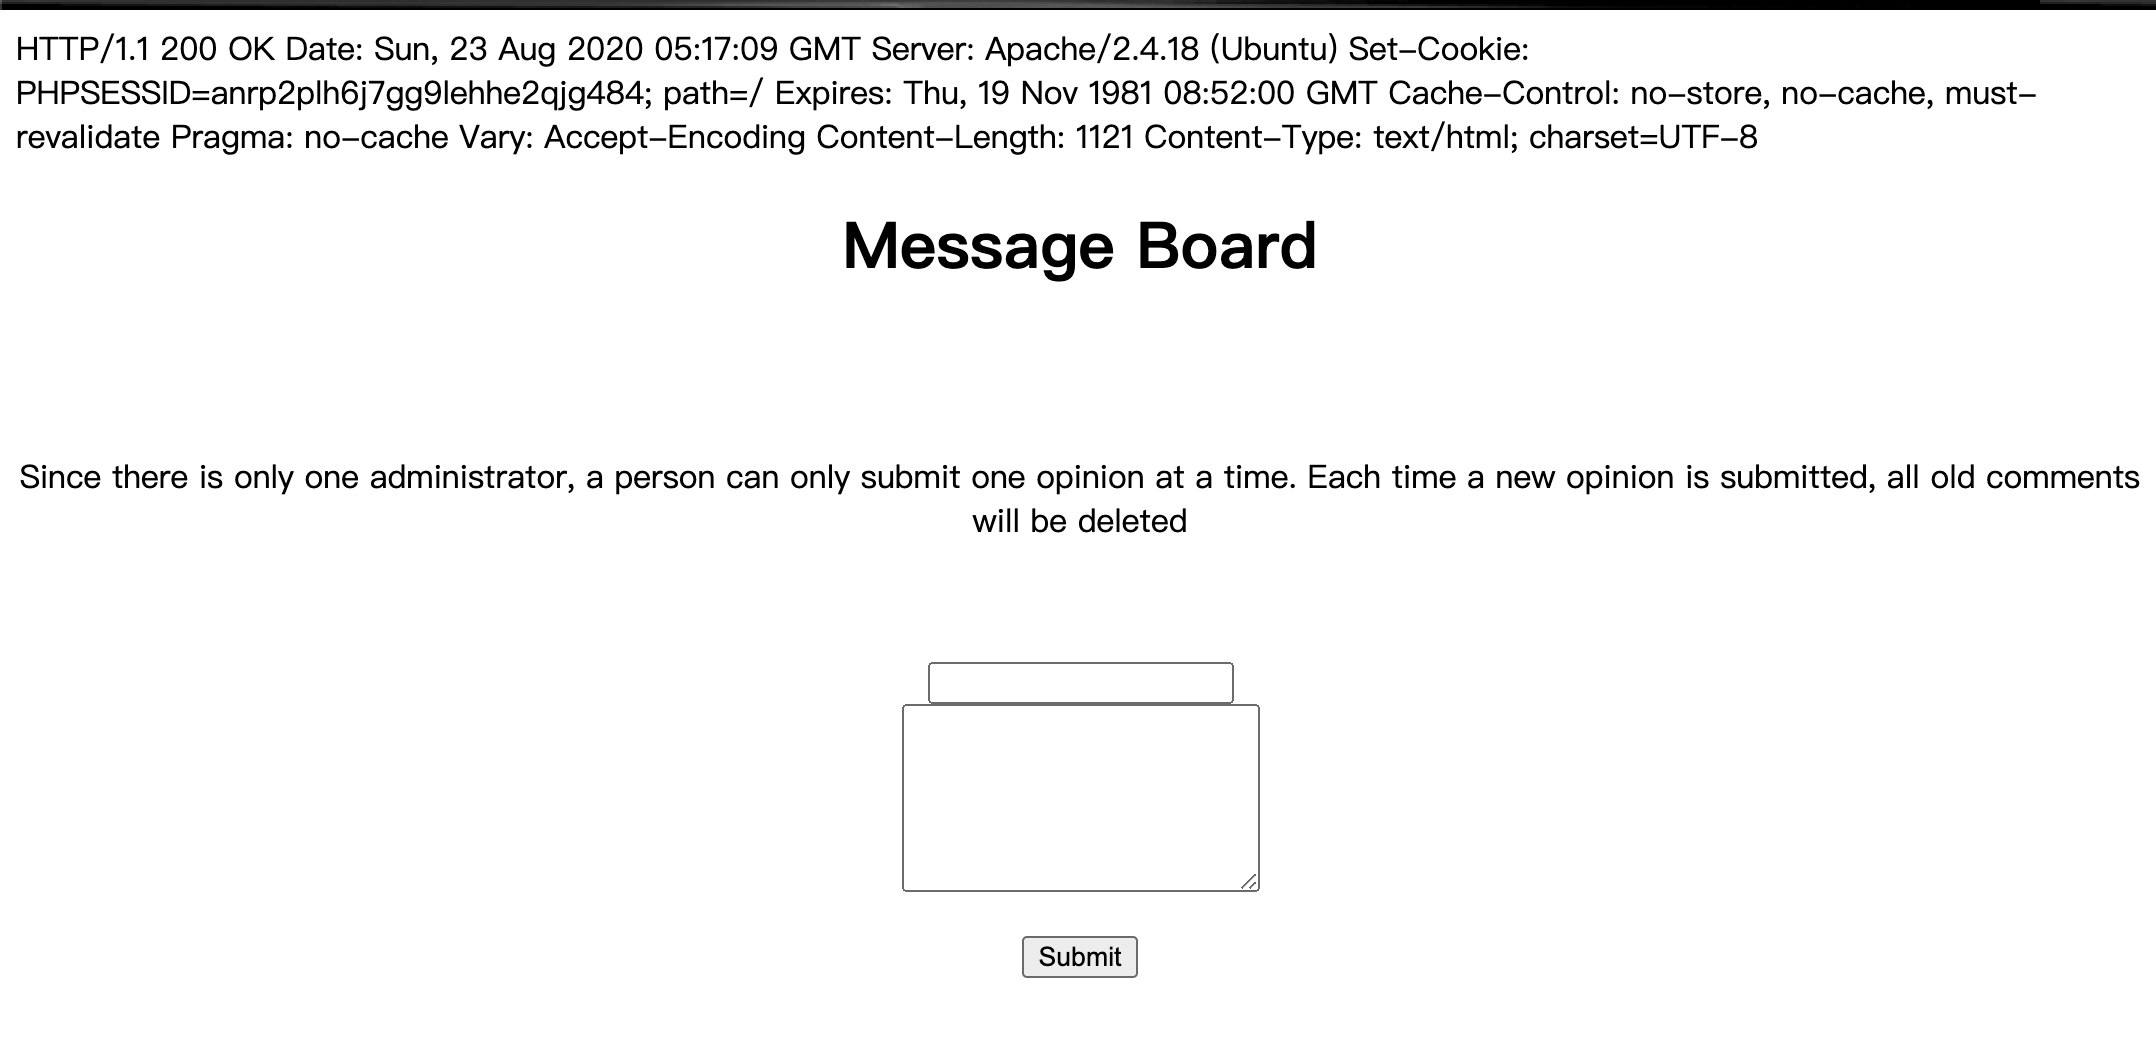 HTTP/1.1 200 OK Date: Sun, 23 Aug 2020 05:17:09 GMT Server: Apache/2.4.18 (Ubuntu) Set-Cookie:
PHPSESSID=anrp2plh6j7gg9lehhe2qjg484; path=/ Expires: Thu, 19 Nov 1981 08:52:00 GMT Cache-Control: no-store, no-cache, must-
revalidate Pragma: no-cache Vary: Accept-Encoding Content-Length: 1121 Content-Type: text/html; charset=UTF-8
Message Board
Since there is only one administrator, a person can only submit one opinion at a time. Each time a new opinion is submitted, all old comments
will be deleted
Submit